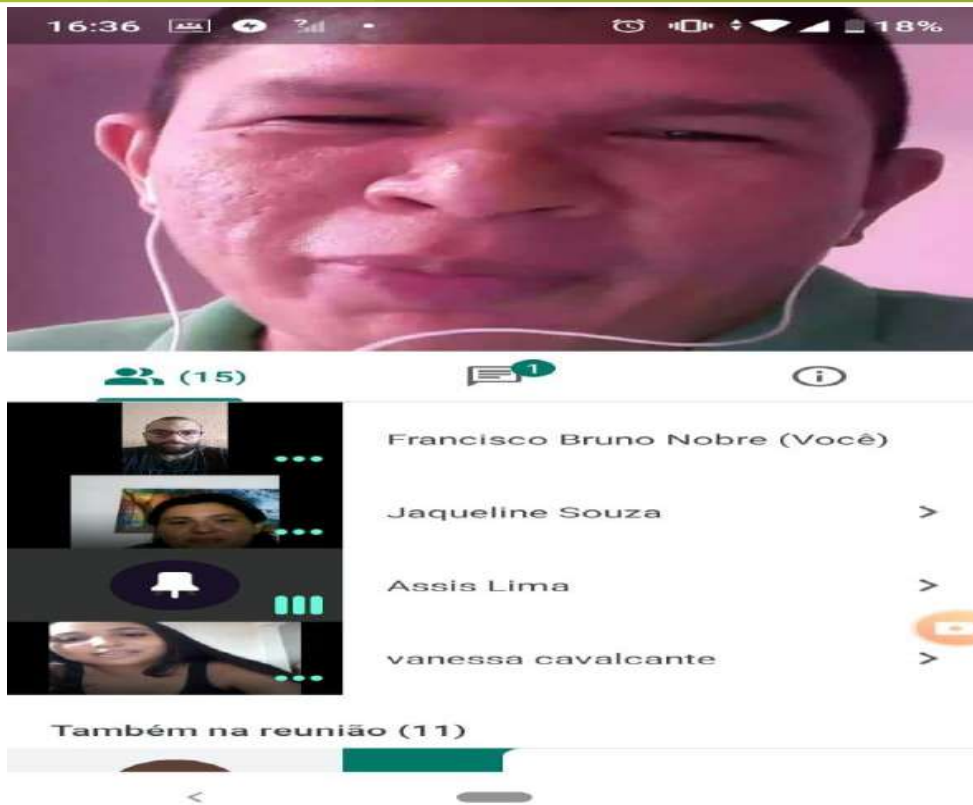 16:36 18%
(15) 1
Francisco Bruno Nobre (Você)
Jaqueline Souza
Assis Lima
vanessa cavalcante
Também na reunião (11)